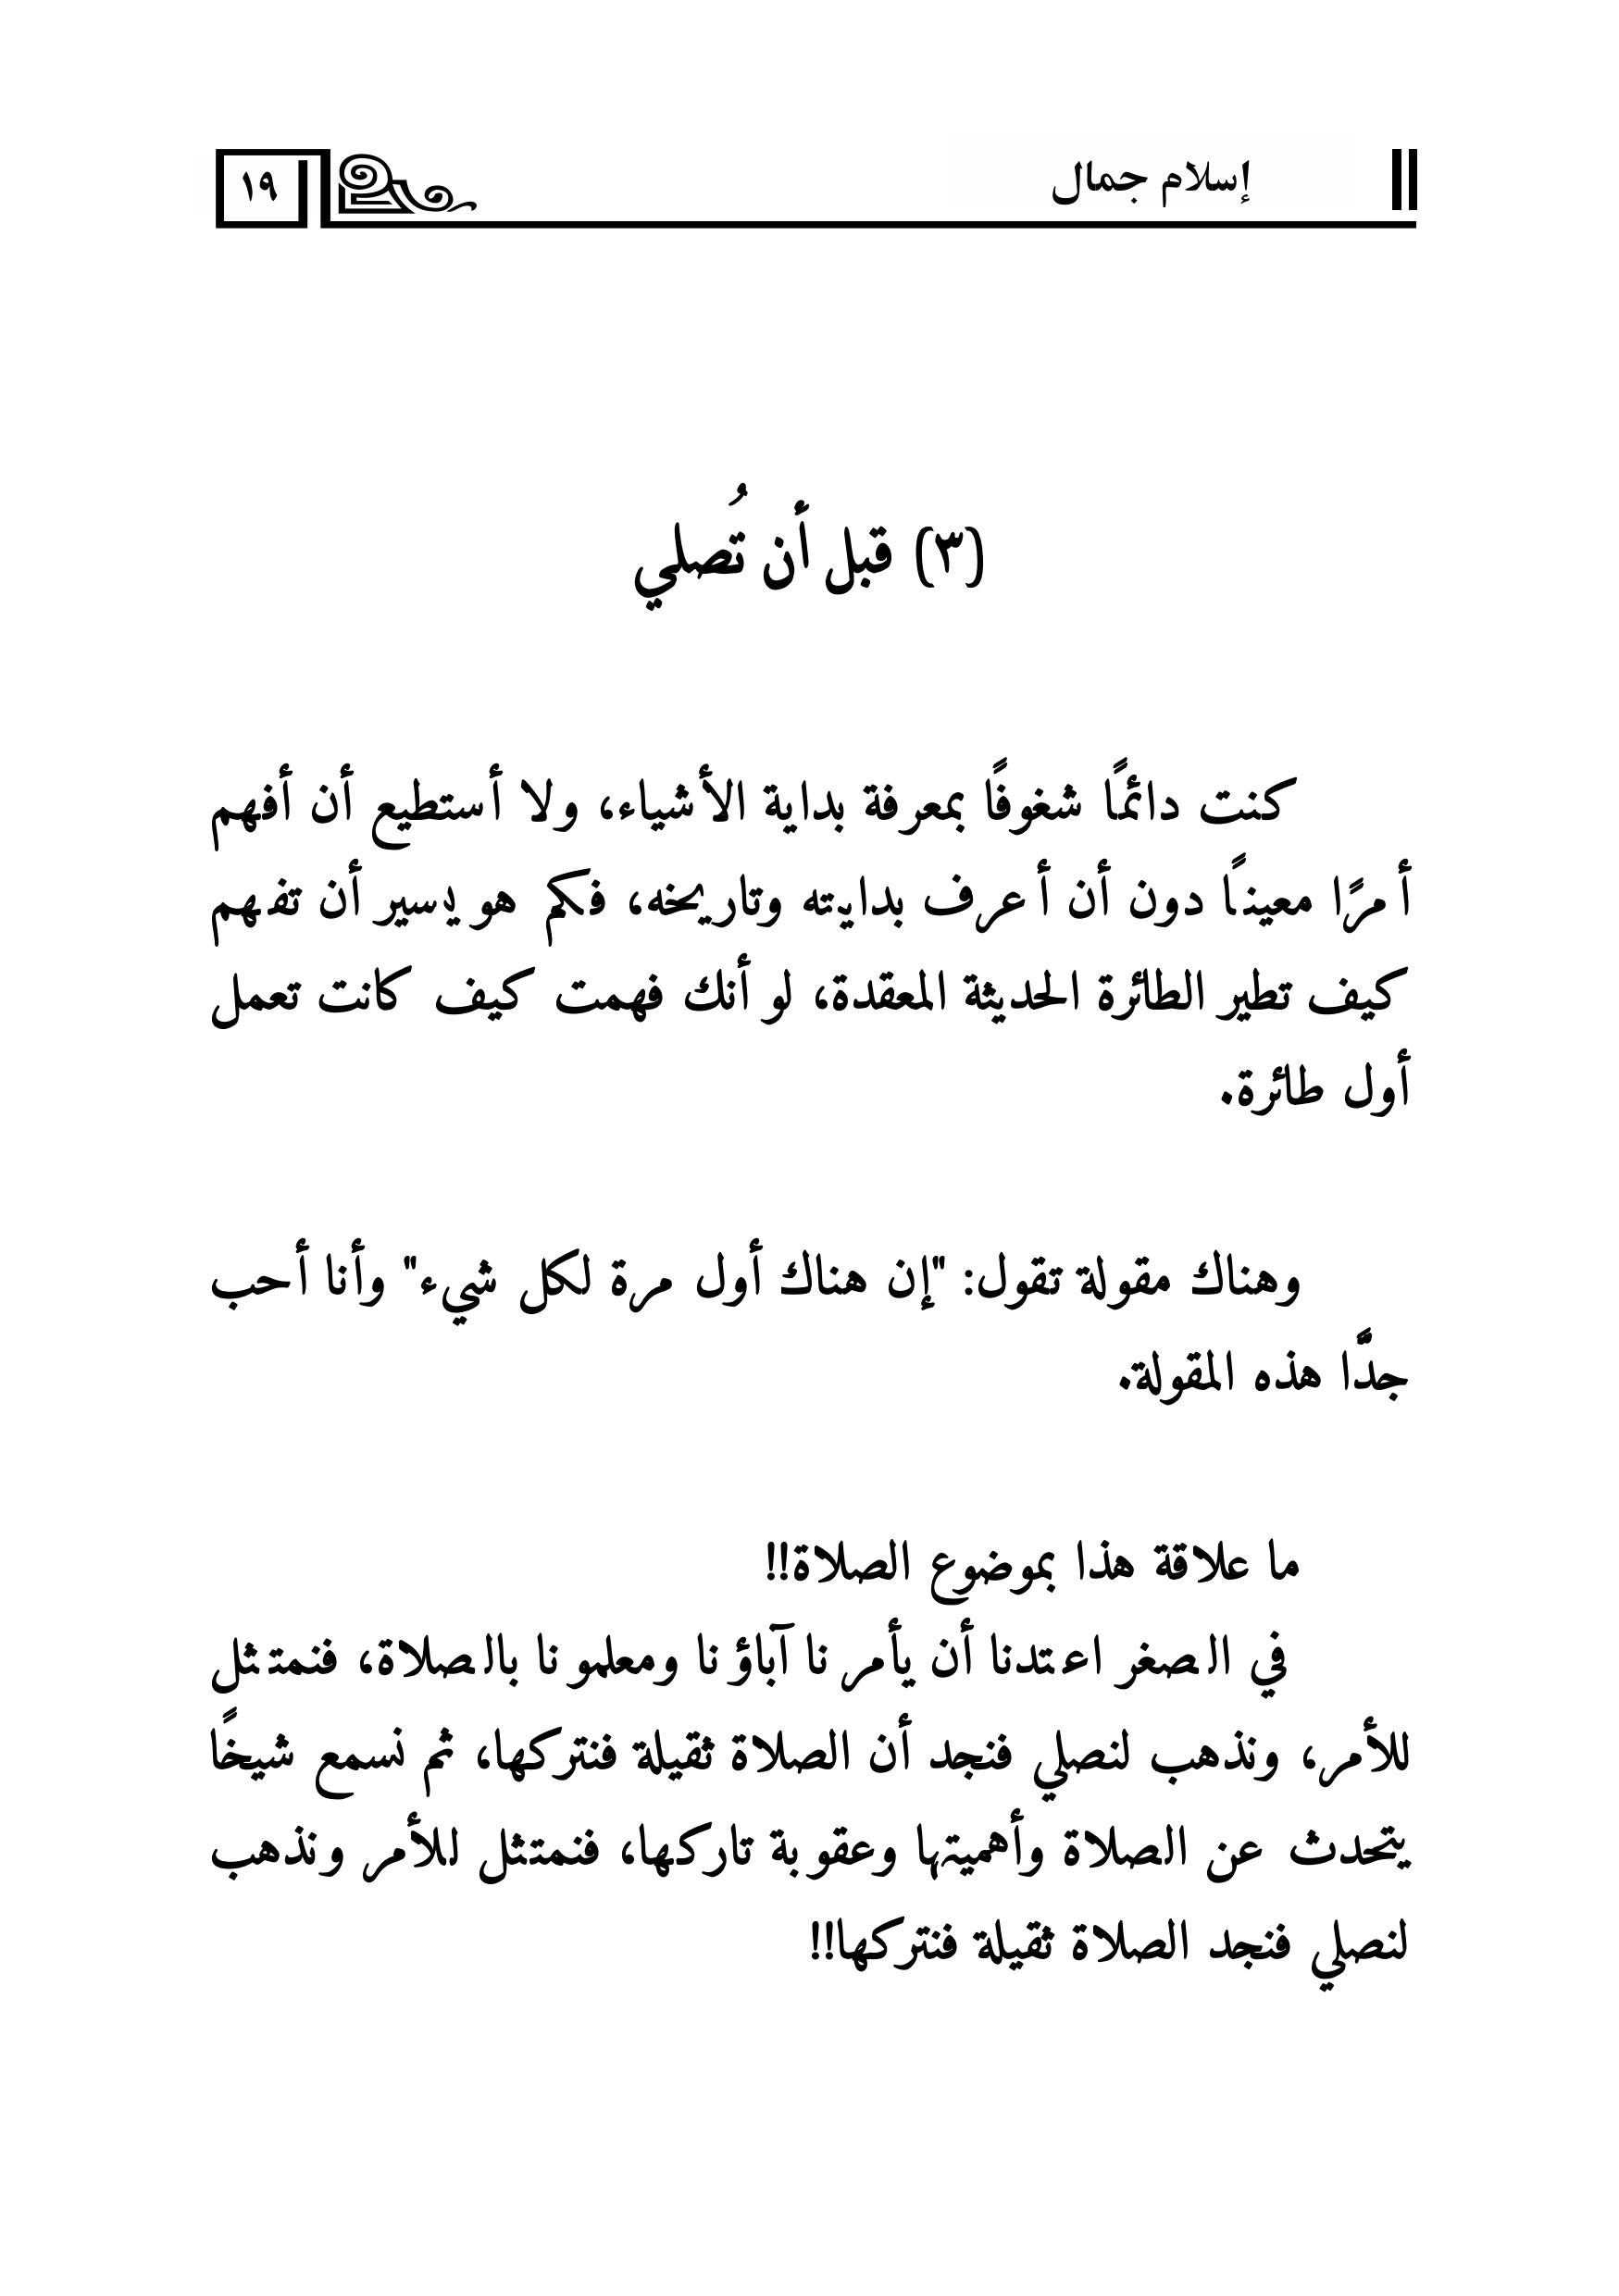 إسلام جمال
١٩
(٣) قبل أن تُصلي
كنت دائمًا شغوفًا بمعرفة بداية الأشياء، ولا أستطيع أن أفهم
أمرًا معينًا دون أن أعرف بدايته وتاريخه، فكم هو يسير أن تفهم
كيف تطير الطائرة الحديثة المعقدة، لو أنك فهمت كيف كانت تعمل
أول طائرة.
وهناك مقولة تقول: "إن هناك أول مرة لكل شيء" وأنا أحب
جدًّا هذه المقولة.
ما علاقة هذا بموضوع الصلاة!!
في الصغر اعتدنا أن يأمرنا آباؤنا ومعلمونا بالصلاة، فنمتثل
للأمر، ونذهب لنصلي فنجد أن الصلاة ثقيلة فنتركها، ثم نسمع شيخًا
يتحدث عن الصلاة وأهميتها وعقوبة تاركها، فنمتثل للأمر ونذهب
لنصلي فنجد الصلاة ثقيلة فنتركها!!